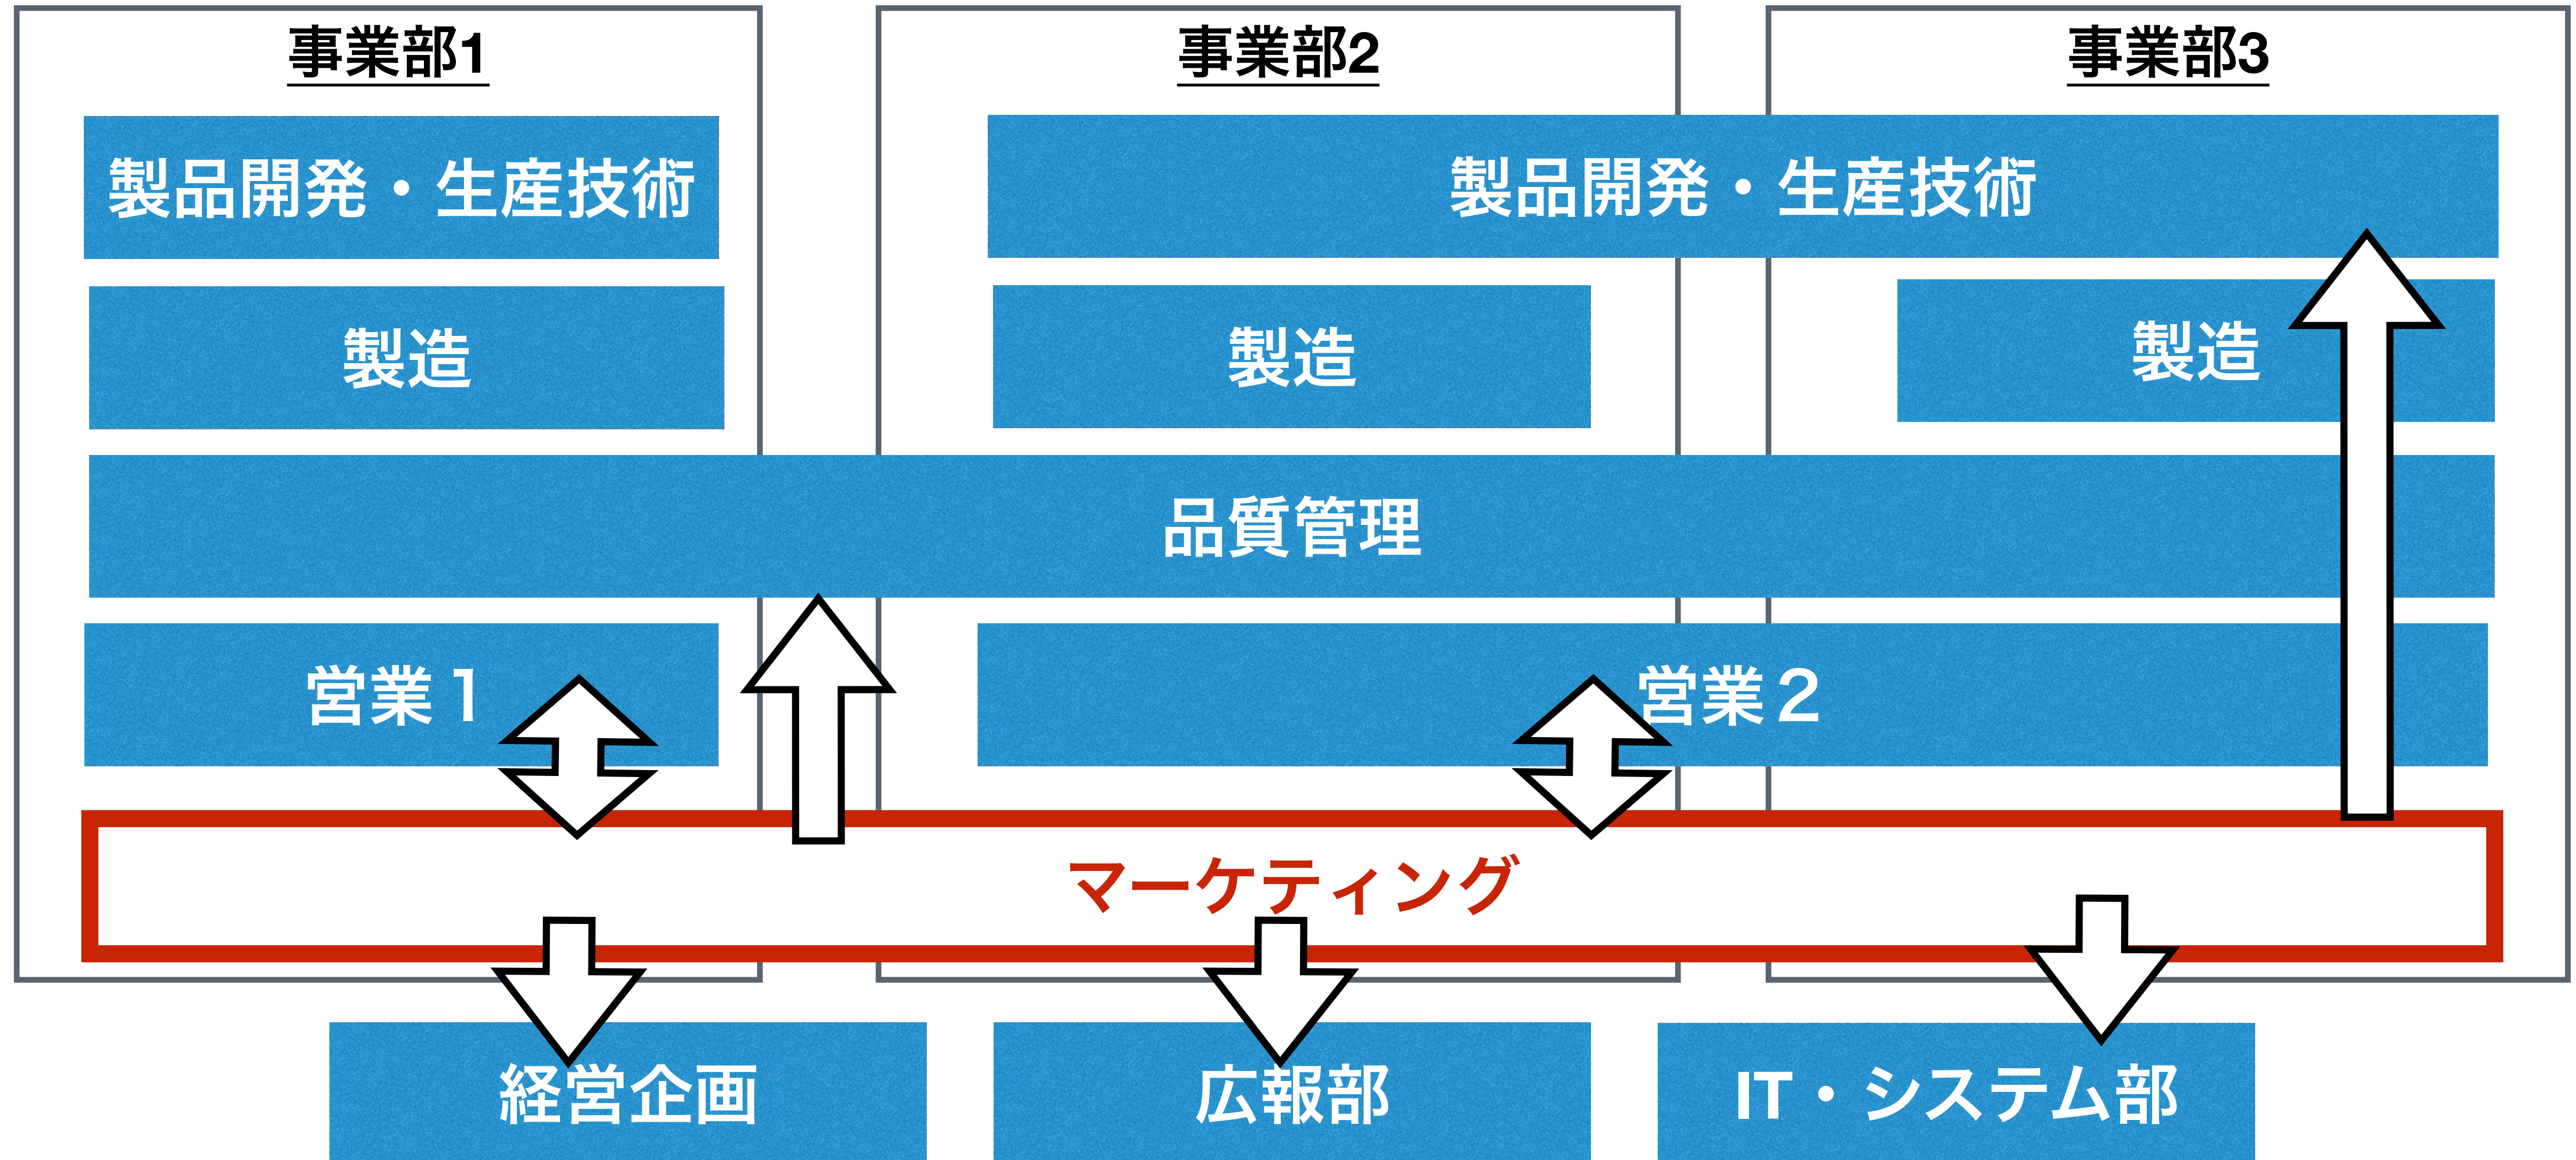 事業部1
事業部2
事業部3
製品開発・生産技術
製品開発・生産技術
製造
製造
製造
品質管理
営業１
営業２
マーケティング
経営企画
広報部
IT・システム部